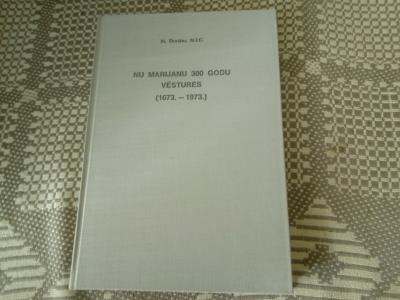 M.I.C.
NU MARIJANU 300 GODU
VĒSTURES
(1673. — 1973.)